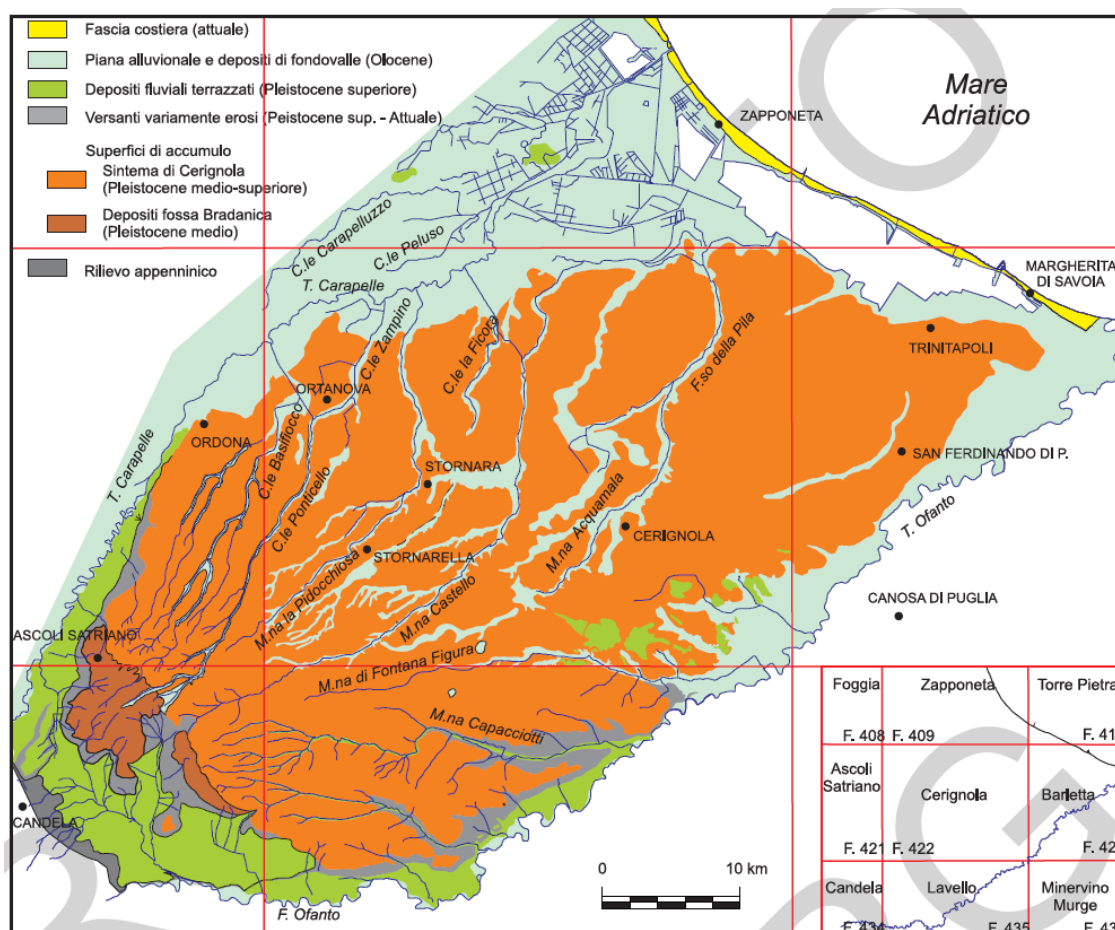 Fascia costiera (attuale)
Piana alluvionale e depositi di fondovalle (Olocene)
Depositi fluviali terrazzati (Pleistocene superiore)
Versanti variamente erosi (Peistocene sup. - Attuale)
Superfici di accumulo
Sintema di Cerignola
(Pleistocene medio-superiore)
Depositi fossa Bradanica
(Pleistocene medio)
Rilievo appenninico
Mare
Adriatico
ZAPPONETA
C.le Carapelluzzo
C.le Peluso
T. Carapelle
MARGHERITA
DI SAVOIA
TRINITAPOLI
C.le Zampino
C.le la Ficora
F.so della Pila
ORTANOVA
ORDONA
C.le Basifiocco
T. Carapelle
C.le Ponticello
STORNARA
SAN FERDINANDO DI P.
T. Ofanto
M.na Acquamala
CERIGNOLA
STORNARELLA
M.na la Pidocchiosa
M.na Castello
CANOSA DI PUGLIA
ASCOLI SATRIANO
M.na di Fontana Figura
M.na Capacciotti
CANDELA
F. Ofanto
0 10 km
Foggia Zapponeta Torre Pietra
F. 408 F. 409 F. 41
Ascoli
Satriano
Cerignola Barletta
F. 421 F. 422 F. 42
Candela Lavello Minervino
Murge
F. 434 F. 435 F. 43